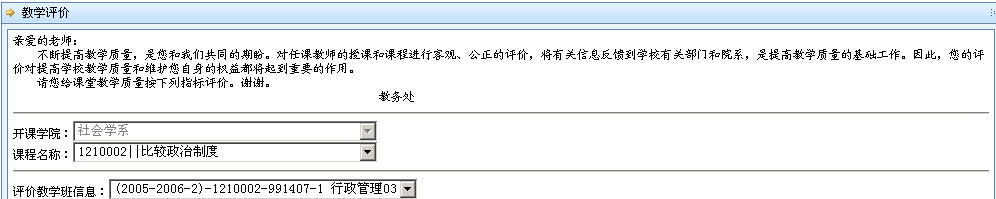 教学评价
亲爱的老师：
不断提高教学质量，是您和我们共同的期盼。对任课教师的授课和课程进行客观、公正的评价，将有关信息反馈到学校有关部门和院系，是提高教学质量的基础工作。因此，您的评
价对提高学校教学质量和维护您自身的权益都将起到重要的作用。
请您给课堂教学质量按下列指标评价。谢谢。
教务处
开课学院：社会学系
课程名称：1210002||比较政治制度
评价教学班信息：(2005-2006-2)-1210002-991407-1 行政管理03